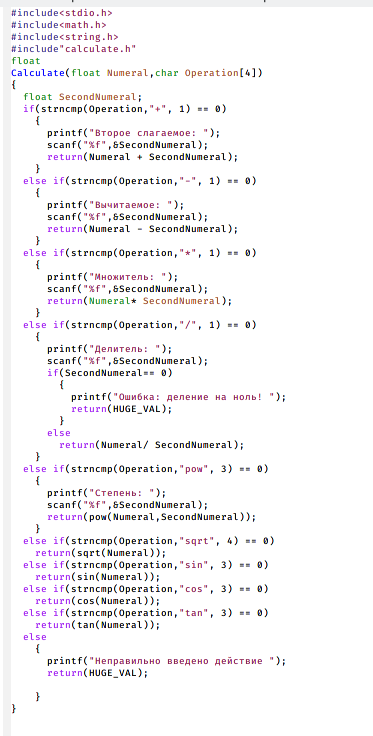 #include<stdio.h>
#include<math.h>
#include<string.h>
#include"calculate.h"
float
Calculate(float Numeral,char Operation[4])
{
  float SecondNumeral;
  if(strncmp(Operation,"+", 1) == 0)
    {
      printf("Второе слагаемое: ");
      scanf("%f",&SecondNumeral);
      return(Numeral + SecondNumeral);
    }
  else if(strncmp(Operation,"-", 1) == 0)
    {
      printf("Вычитаемое: ");
      scanf("%f",&SecondNumeral);
      return(Numeral - SecondNumeral);
    }
  else if(strncmp(Operation,"*", 1) == 0)
    {
      printf("Множитель: ");
      scanf("%f",&SecondNumeral);
      return(Numeral* SecondNumeral);
    }
  else if(strncmp(Operation,"/", 1) == 0)
    {
      printf("Делитель: ");
      scanf("%f",&SecondNumeral);
      if(SecondNumeral== 0)
        {
          printf("Ошибка: деление на ноль! ");
          return(HUGE_VAL);
        }
      else
        return(Numeral/ SecondNumeral);
    }
  else if(strncmp(Operation,"pow", 3) == 0)
    {
      printf("Степень: ");
      scanf("%f",&SecondNumeral);
      return(pow(Numeral,SecondNumeral));
    }
  else if(strncmp(Operation,"sqrt", 4) == 0)
    return(sqrt(Numeral));
  else if(strncmp(Operation,"sin", 3) == 0)
    return(sin(Numeral));
  else if(strncmp(Operation,"cos", 3) == 0)
    return(cos(Numeral));
  else if(strncmp(Operation,"tan", 3) == 0)
    return(tan(Numeral));
  else
    {
      printf("Неправильно введено действие ");
      return(HUGE_VAL);

    }
}